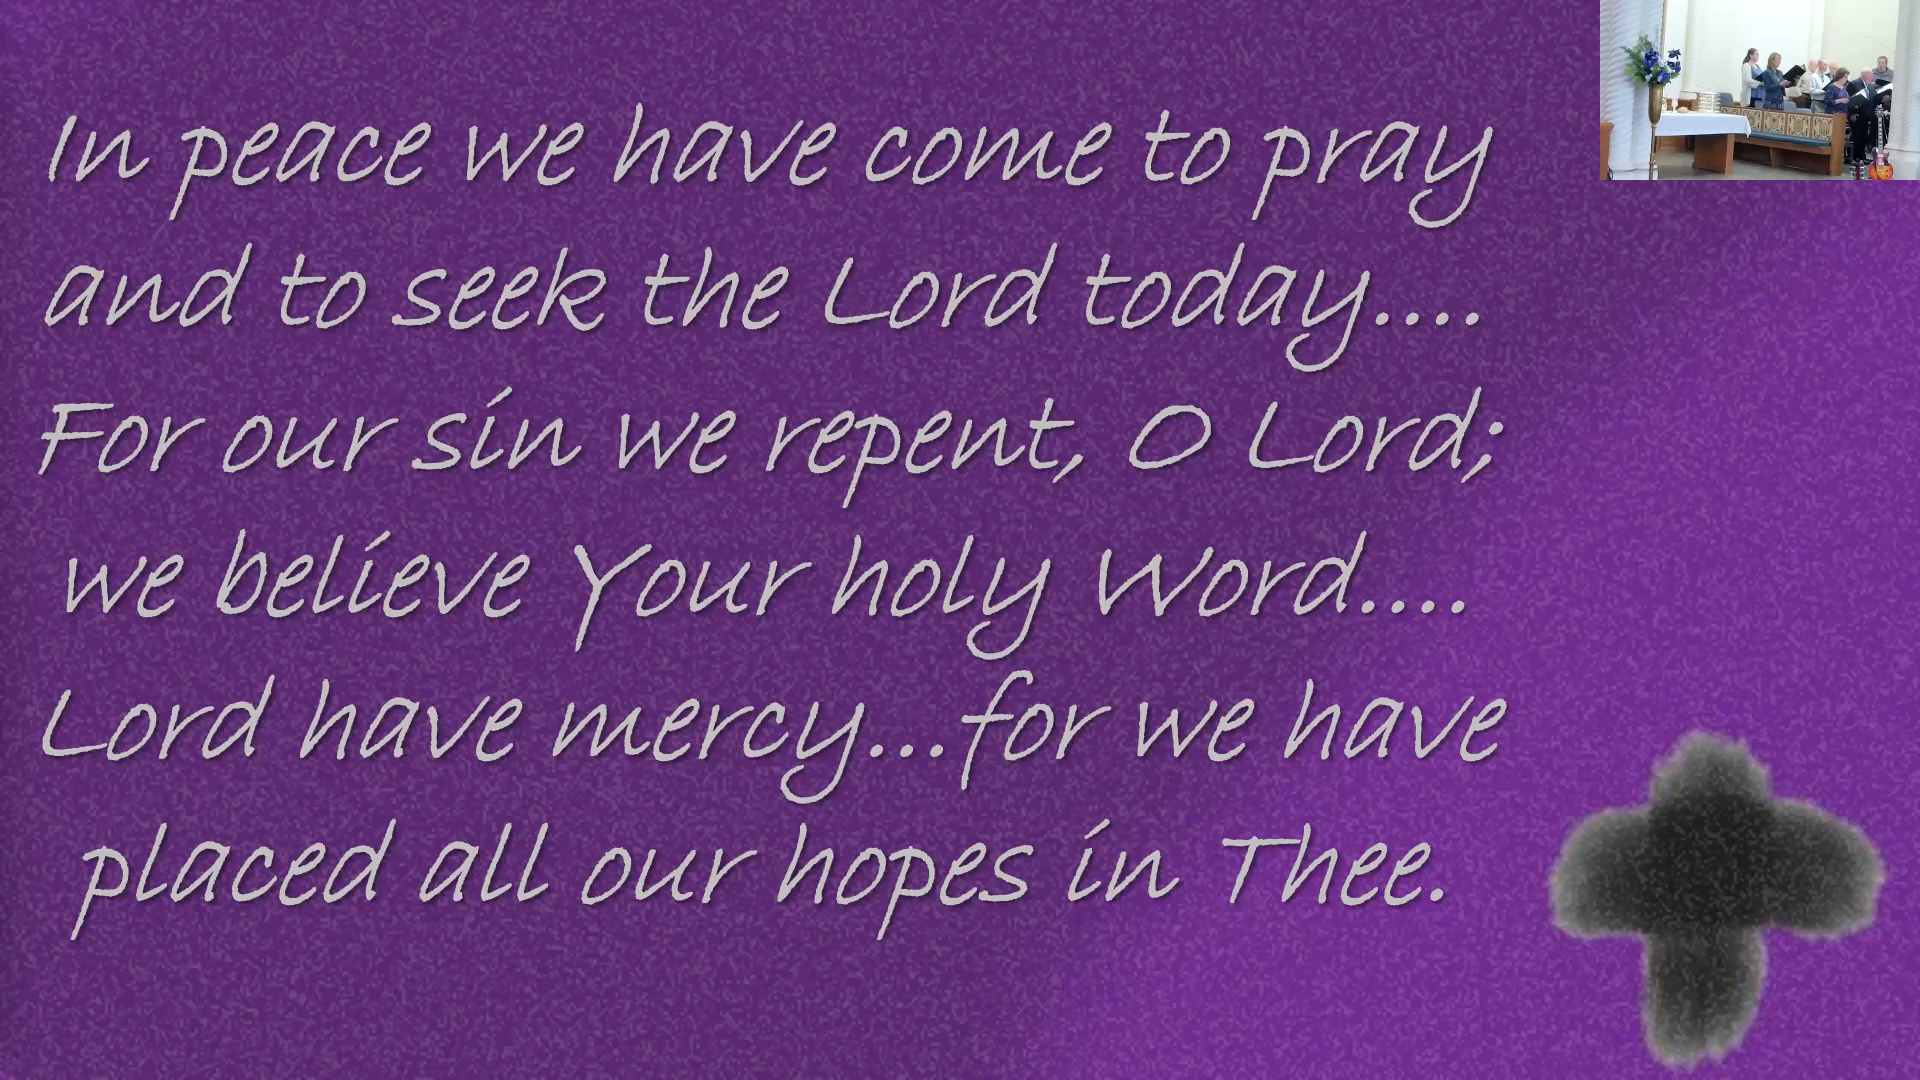 In peace we have come to pray
and to seek the Lord today....
For our sin we repent, O Lord;
we believe Your holy Word....
Lord have mercy...for we have
placed all our hopes in Thee.